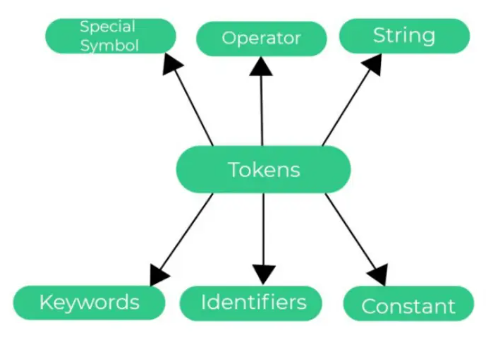 Special
Symbol
Operator
String
Tokens
Keywords
Identifiers
Constant